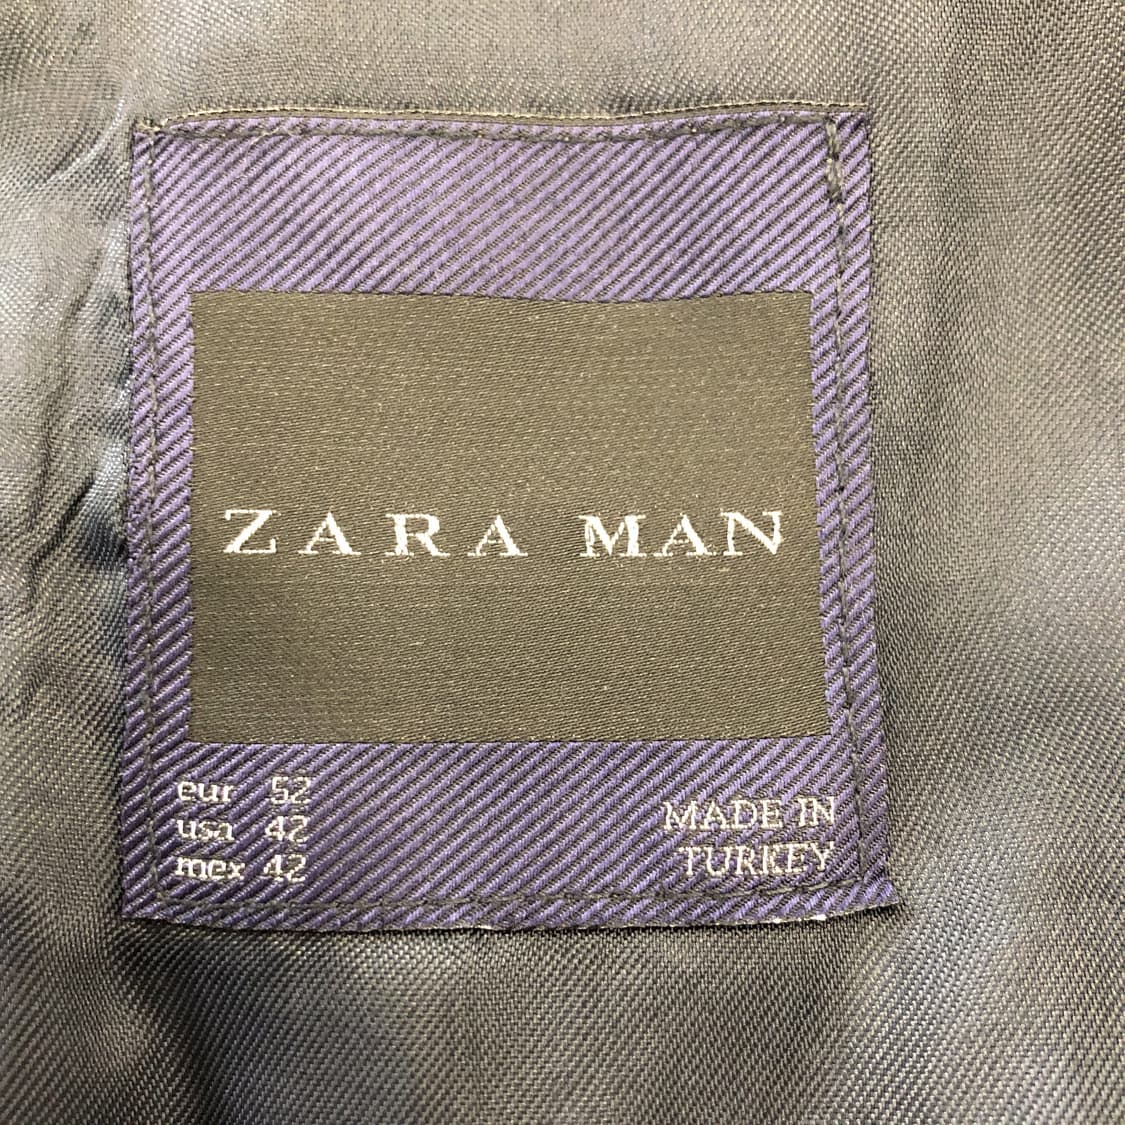 ZARA MAN
eur 52
usa 42
mex 42
MADE IN
TURKEY